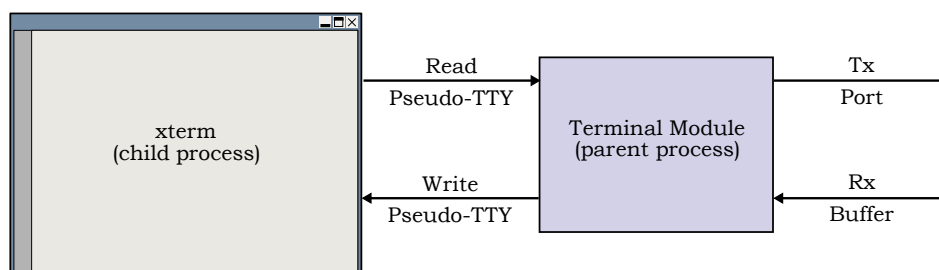 xterm
(child process)
Read
Pseudo-TTY
Write
Pseudo-TTY
Terminal Module
(parent process)
Tx
Port
Rx
Buffer